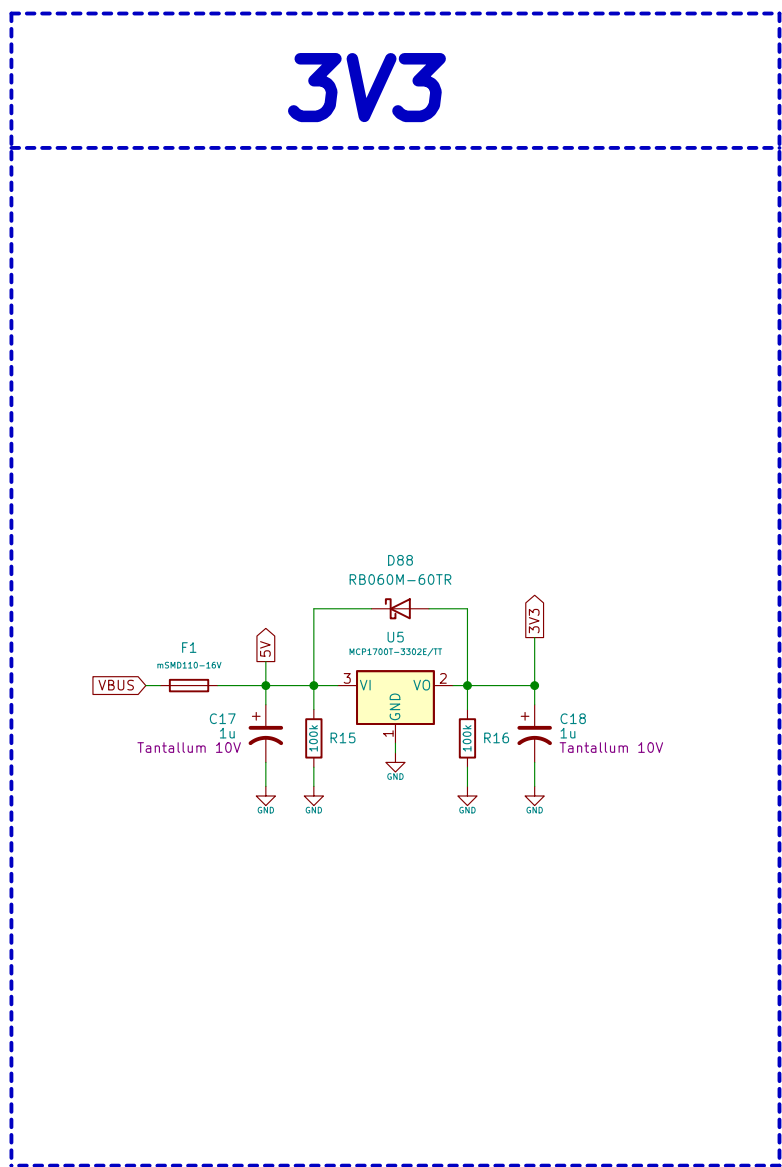 3V3
D88
RB060M-60TR
3V3
5V
U5
MCP1700T-3302E/TT
F1
mSMD110-16V
VBUS
3
VI
VO
2
GND
1
C17
1u
Tantallum 10V
+
100k
R15
100k
R16
+
C18
1u
Tantallum 10V
GND
GND
GND
GND
GND